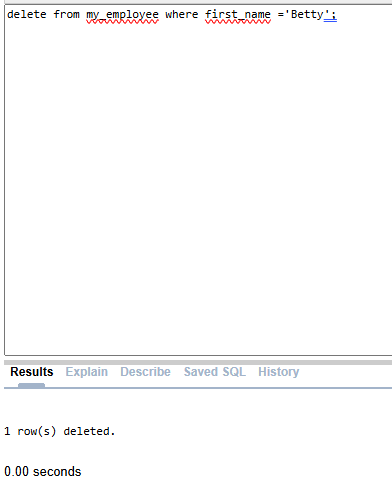 delete from my_employee where first_name ='Betty';
Results Explain Describe Saved SQL History
1 row(s) deleted.
0.00 seconds